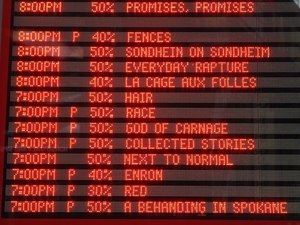 8:00PM 50% PROMISES, PROMISES
8:00PM P 40% FENCES
8:00PM 50% SONDHEIN ON SONDHEIM
8:00PM 50% EVERYDAY RAPTURE
8:00PM 40% LA CAGE AUX FOLLES
7:00PM 50% HAIR
7:00PM P 50% RACE
7:00PM P 50% GOD OF CARNAGE
7:00PM P 50% COLLECTED STORIES
7:00PM 50% NEXT TO NORMAL
7:00PM P 40% ENRON
7:00PM P 30% RED
7:00PM P 50% A BEHANDING IN SPOKANE